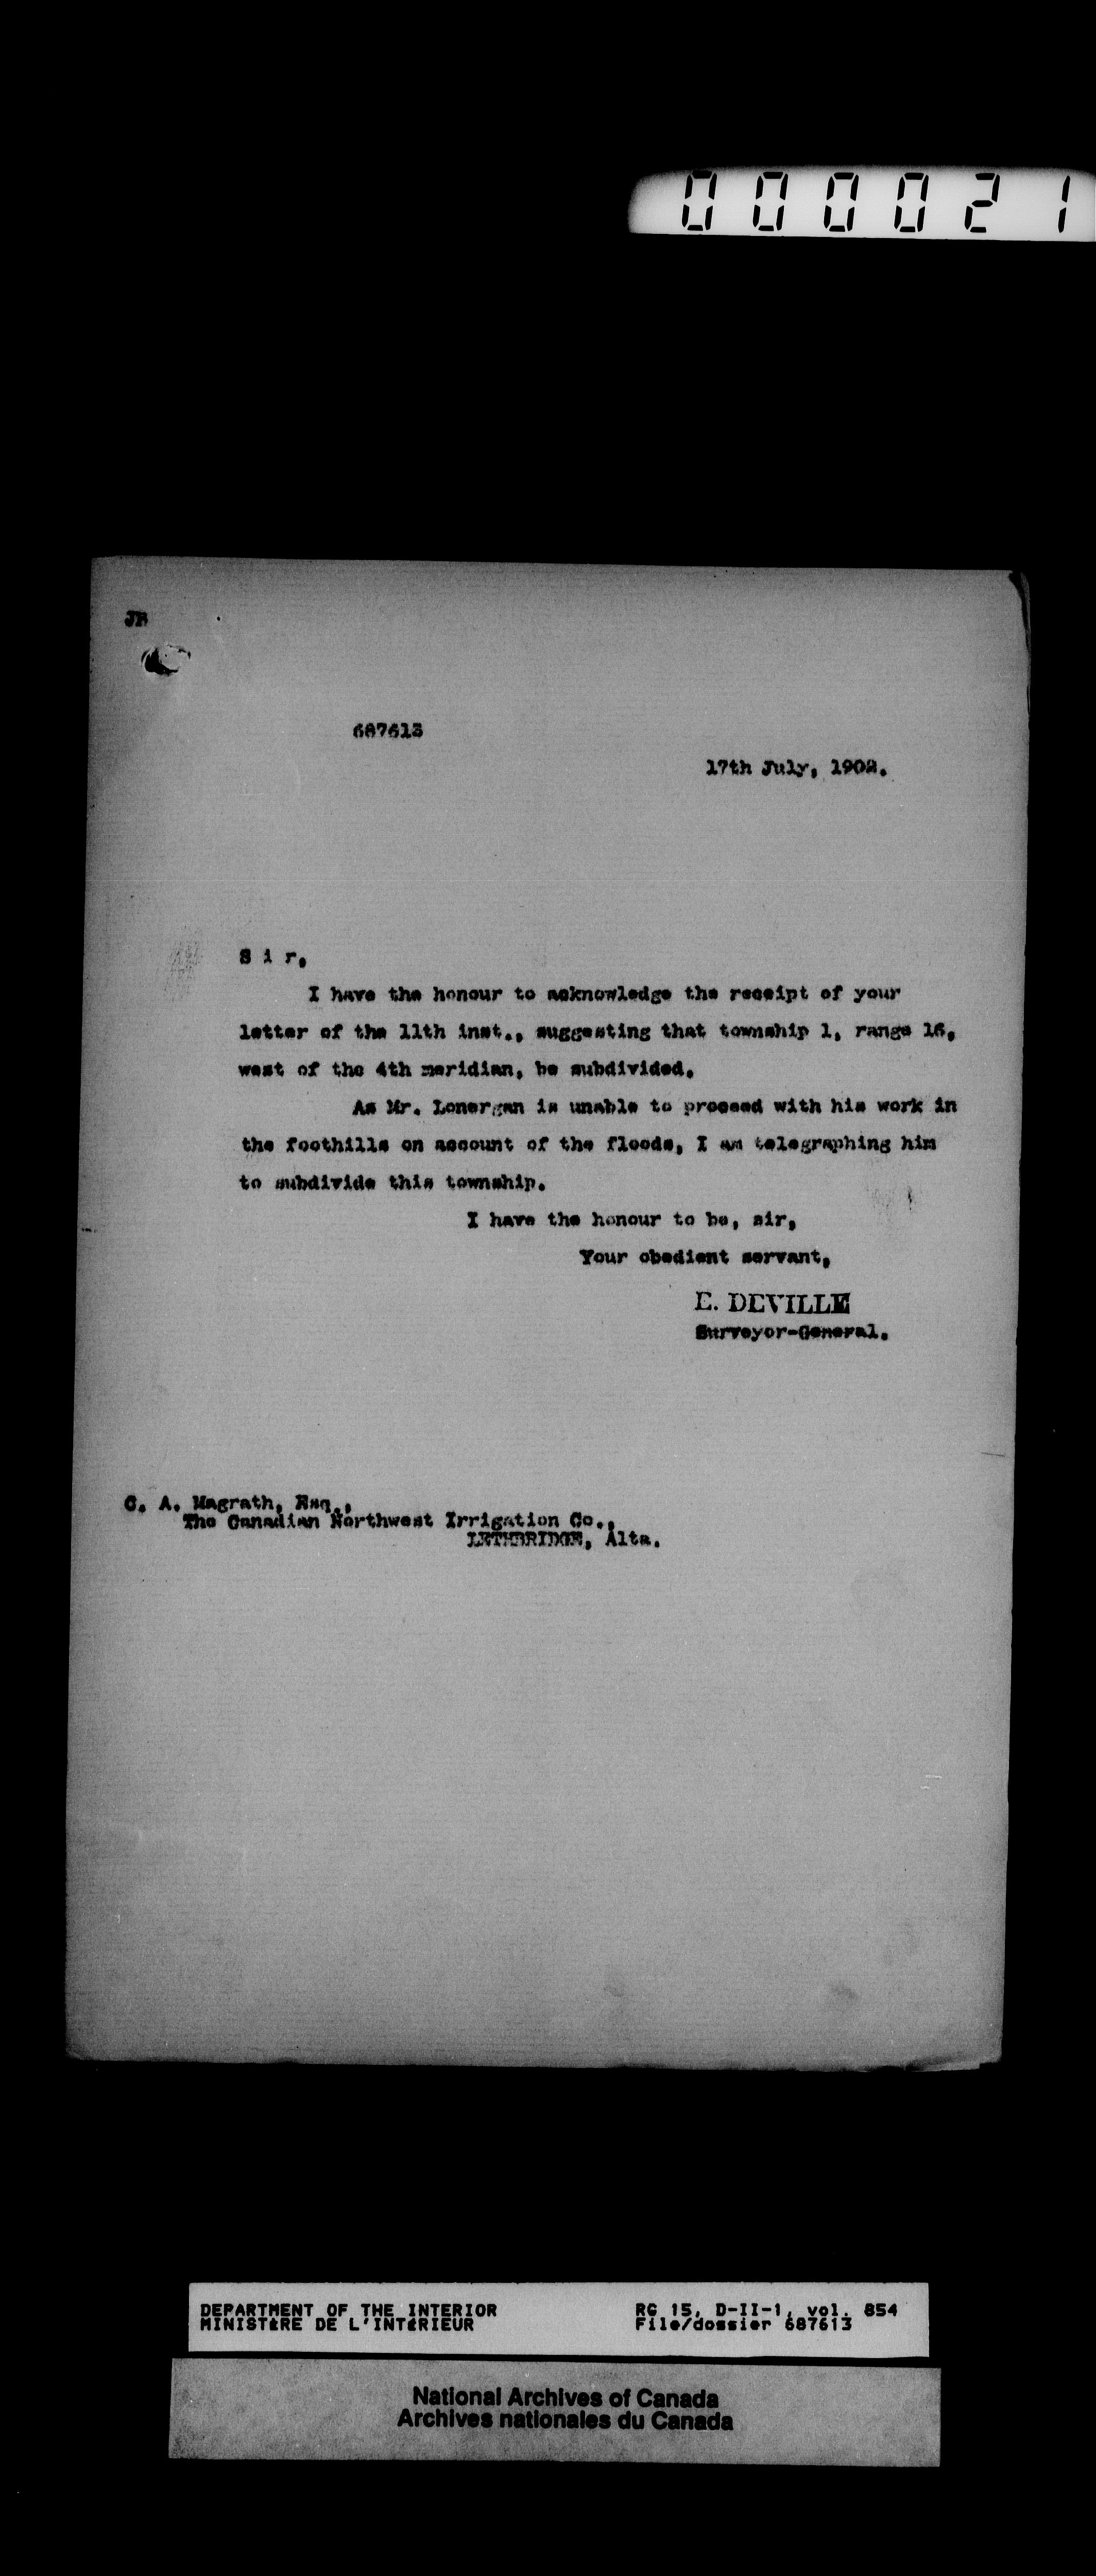 000021
JB
687613
17th July, 1902.
S i r,
I have the honour to acknowledge the receipt of your
letter of the 11th inst., suggesting that township 1, range 16,
west of the 4th meridian, be subdivided.
As Mr. Lonergan is unable to proceed with his work in
the foothills on account of the floods, I am telegraphing him
to subdivide this township.
I have the honour to be, sir,
Your obedient servant,
E. DEVILLE
Surveyor-General.
C. A. Magrath, Esq.,
The Canadian Northwest Irrigation Co.,
LETHBRIDGE, Alta.
DEPARTMENT OF THE INTERIOR RG 15, D-II-1, vol. 854
MINISTÈRE DE L'INTÉRIEUR File/dossier 687613
National Archives of Canada
Archives nationales du Canada